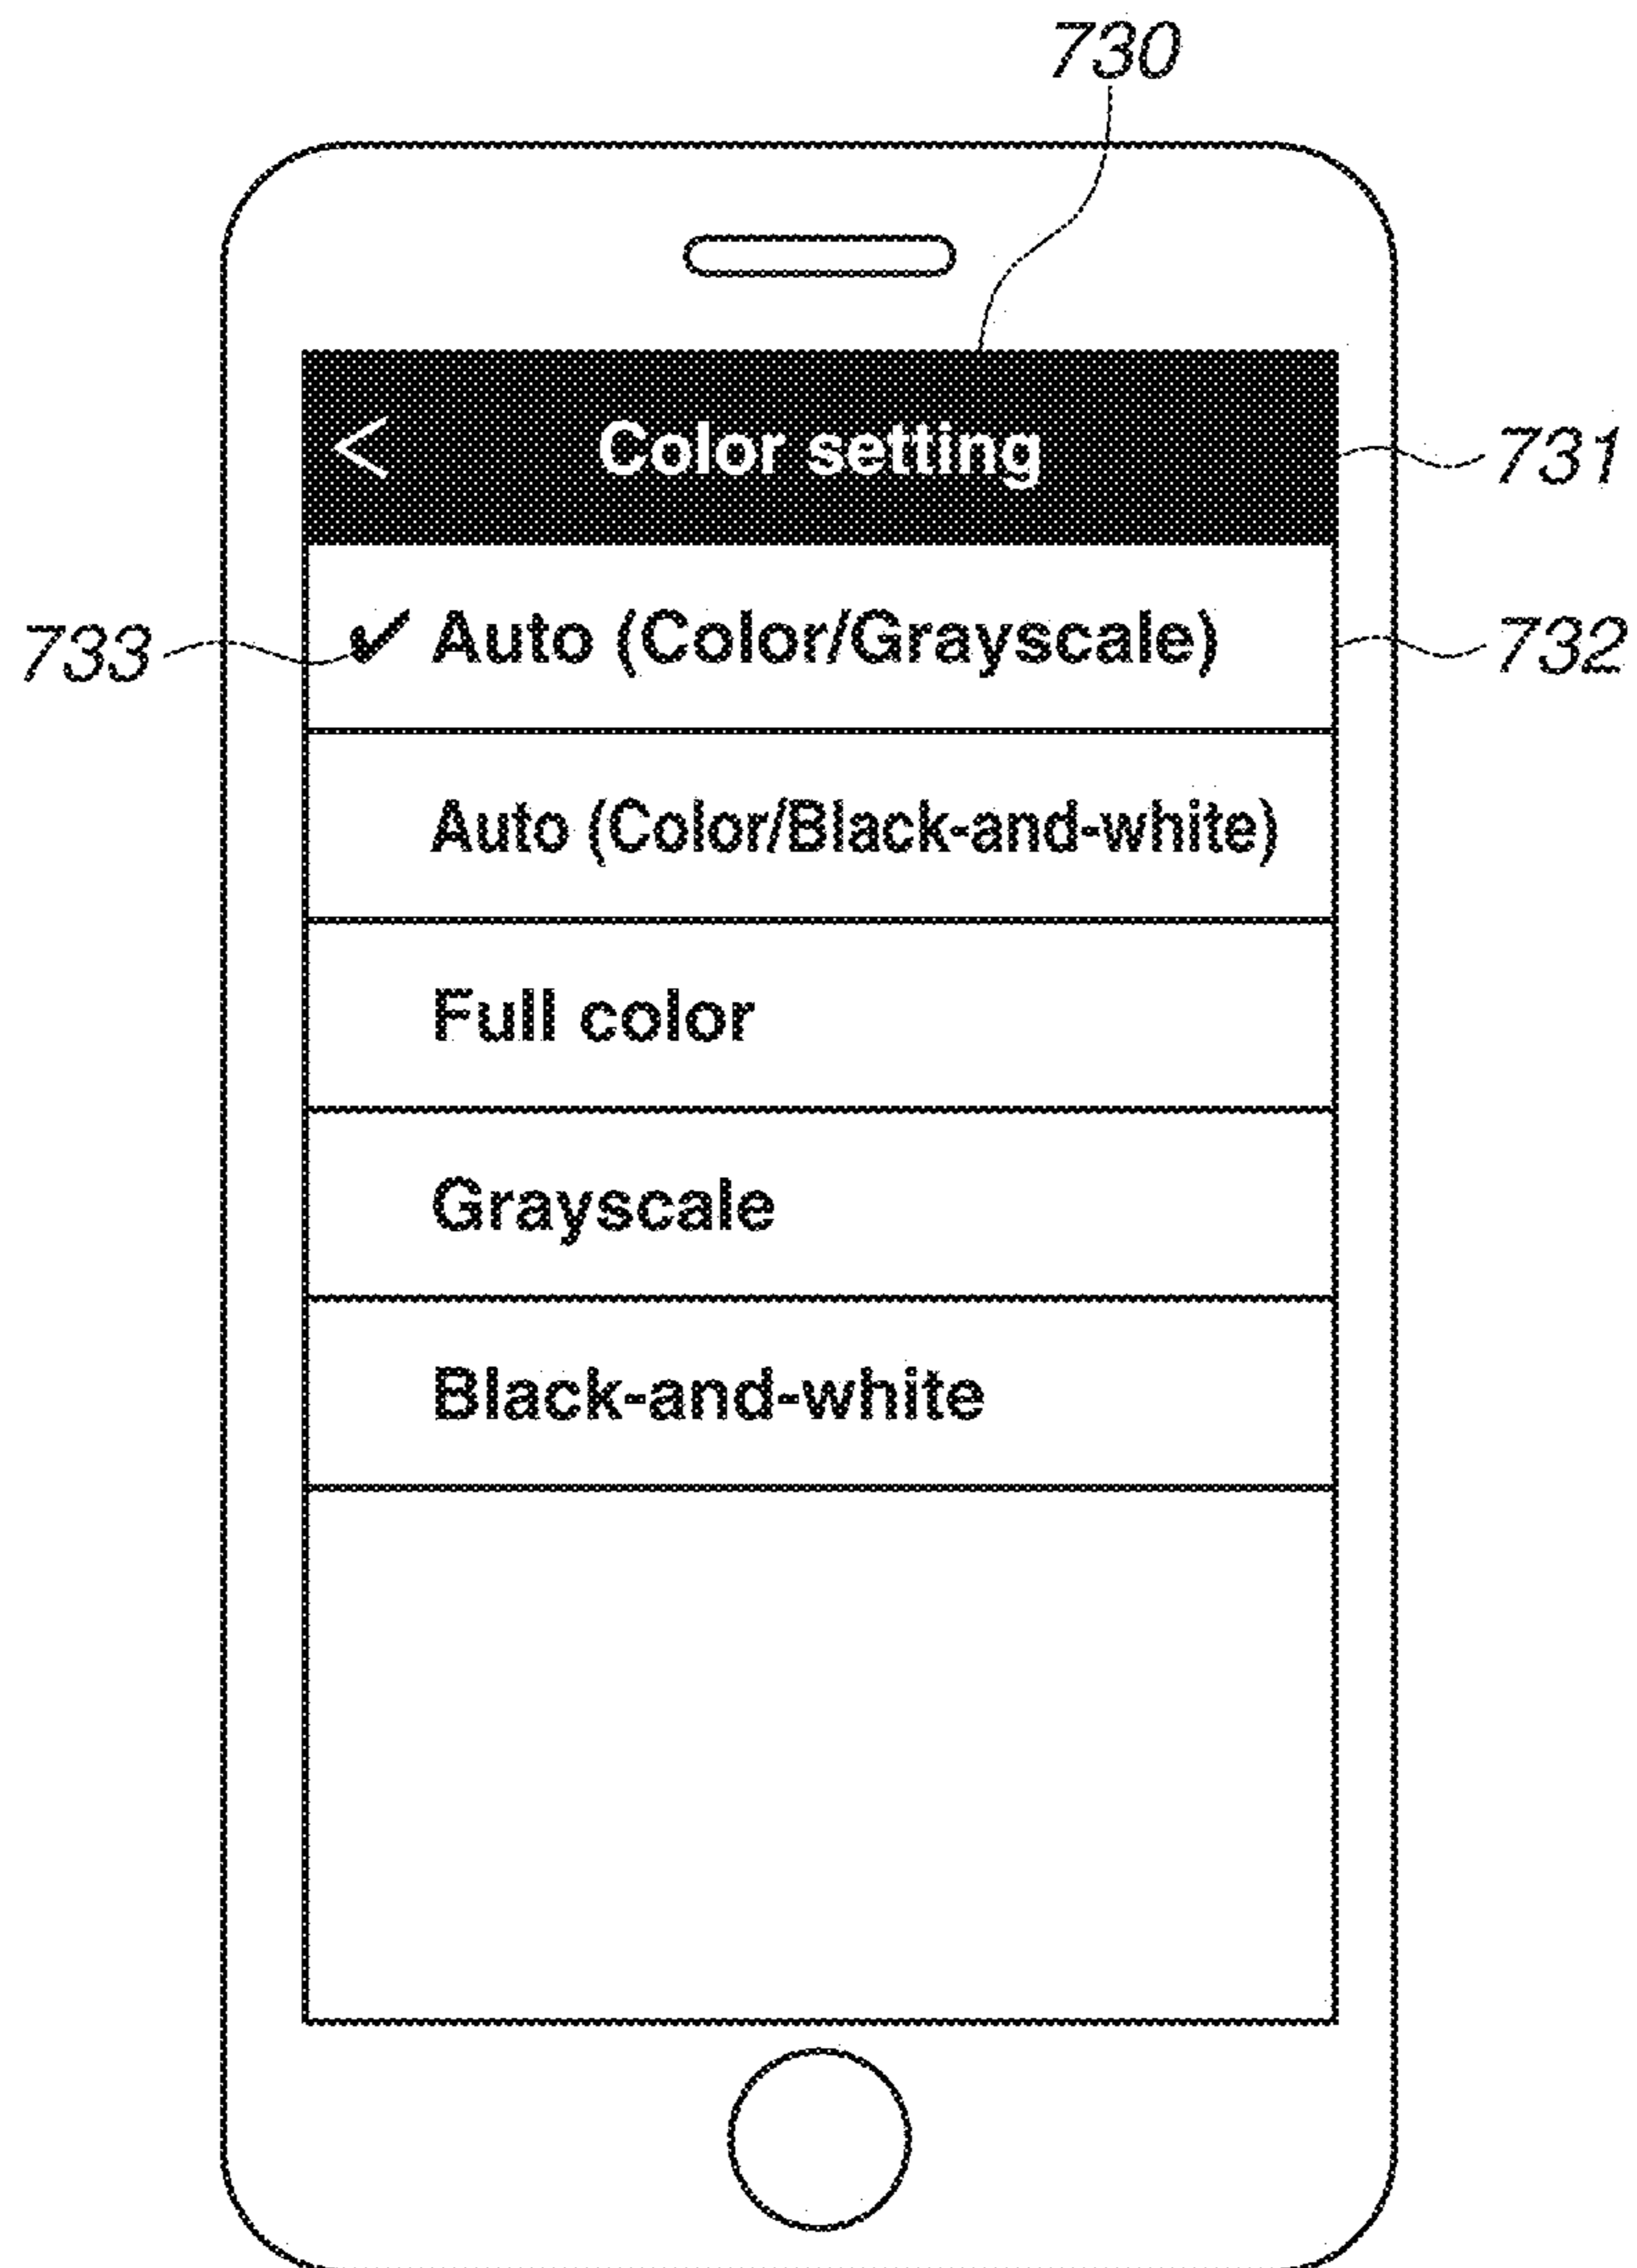 730
< Color setting
731
✓ Auto (Color/Grayscale)
732
733
Auto (Color/Black-and-white)
Full color
Grayscale
Black-and-white